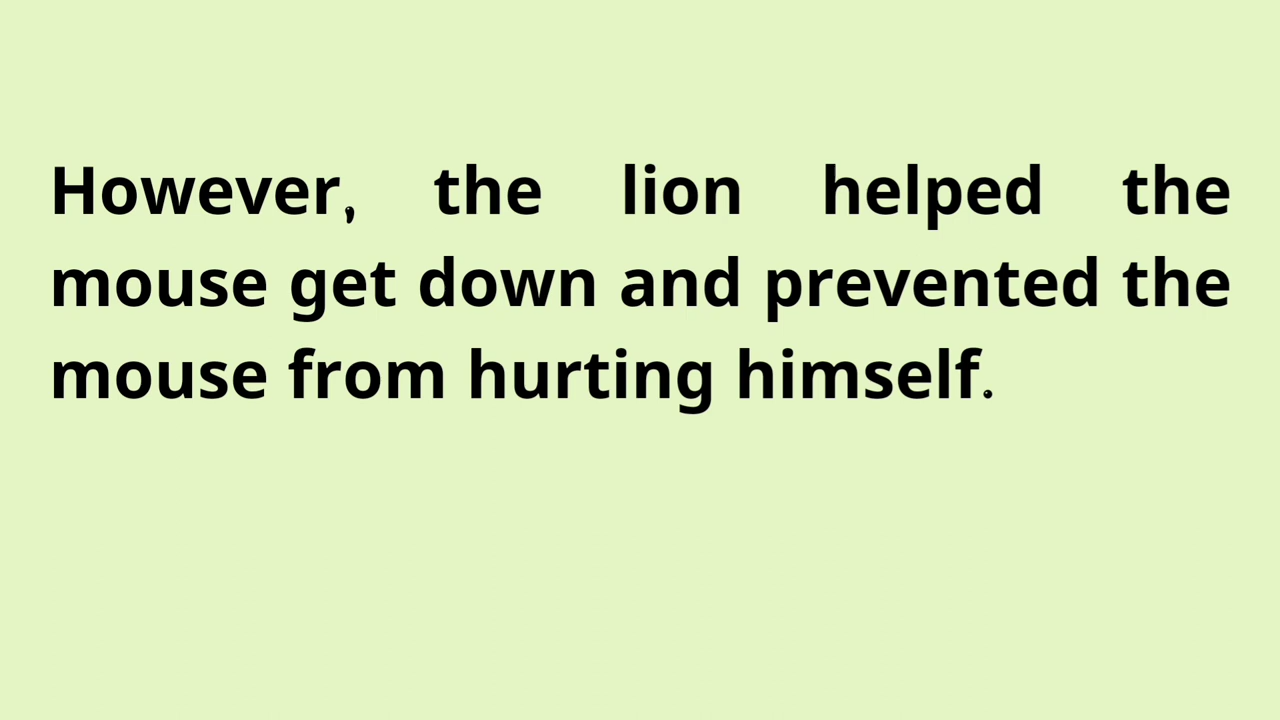 However, the lion helped the
mouse get down and prevented the
mouse from hurting himself.